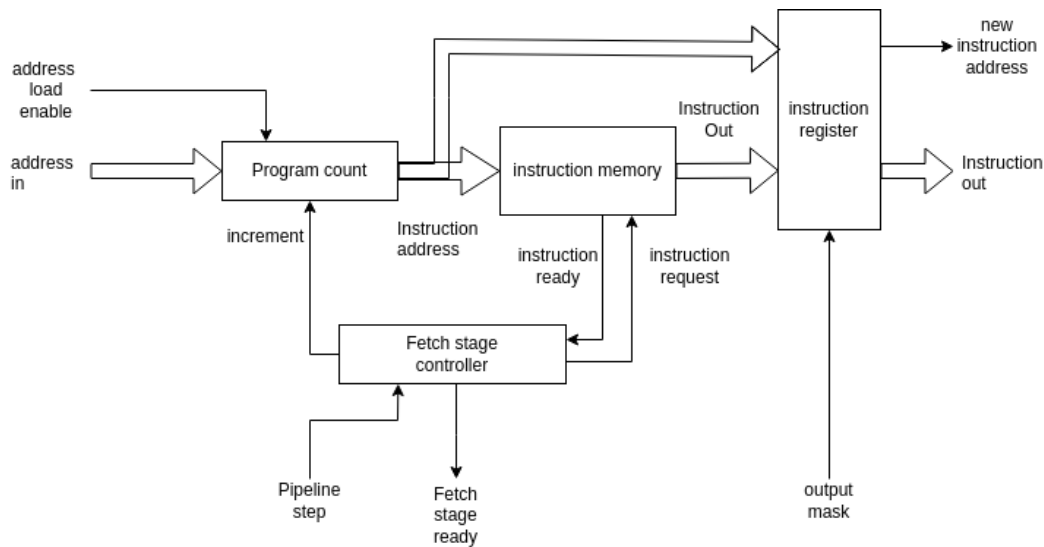 new
instruction
address
address
load
enable
instruction
register
Instruction
Out
address
in
Program count
instruction memory
Instruction
out
increment
Instruction
address
instruction
ready
instruction
request
Fetch stage
controller
Pipeline
step
Fetch
stage
ready
output
mask